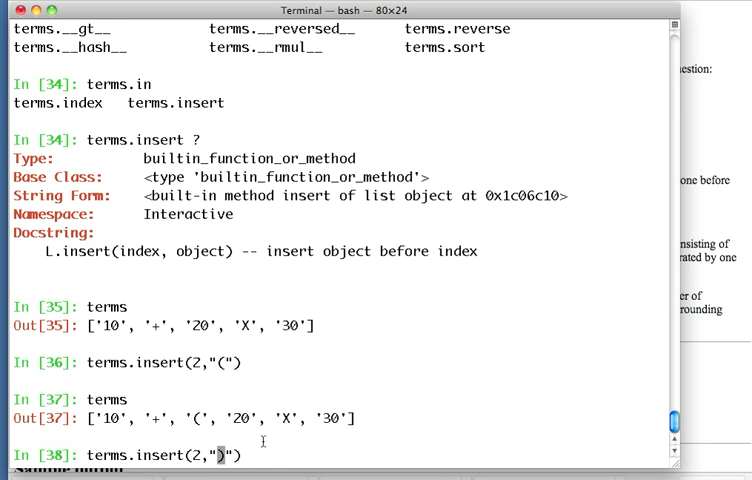 Terminal — bash — 80×24
terms.__gt__ terms.__reversed__ terms.reverse
terms.__hash__ terms.__rmul__ terms.sort
In [34]: terms.in
terms.index terms.insert
In [34]: terms.insert ?
Type: builtin_function_or_method
Base Class: <type 'builtin_function_or_method'>
String Form: <built-in method insert of list object at 0x1c06c10>
Namespace: Interactive
Docstring:
L.insert(index, object) -- insert object before index
In [35]: terms
Out[35]: ['10', '+', '20', 'X', '30']
In [36]: terms.insert(2,"(")
In [37]: terms
Out[37]: ['10', '+', '(', '20', 'X', '30']
In [38]: terms.insert(2,")")
estion:
one before
nsisting of
rated by one
er of
rounding